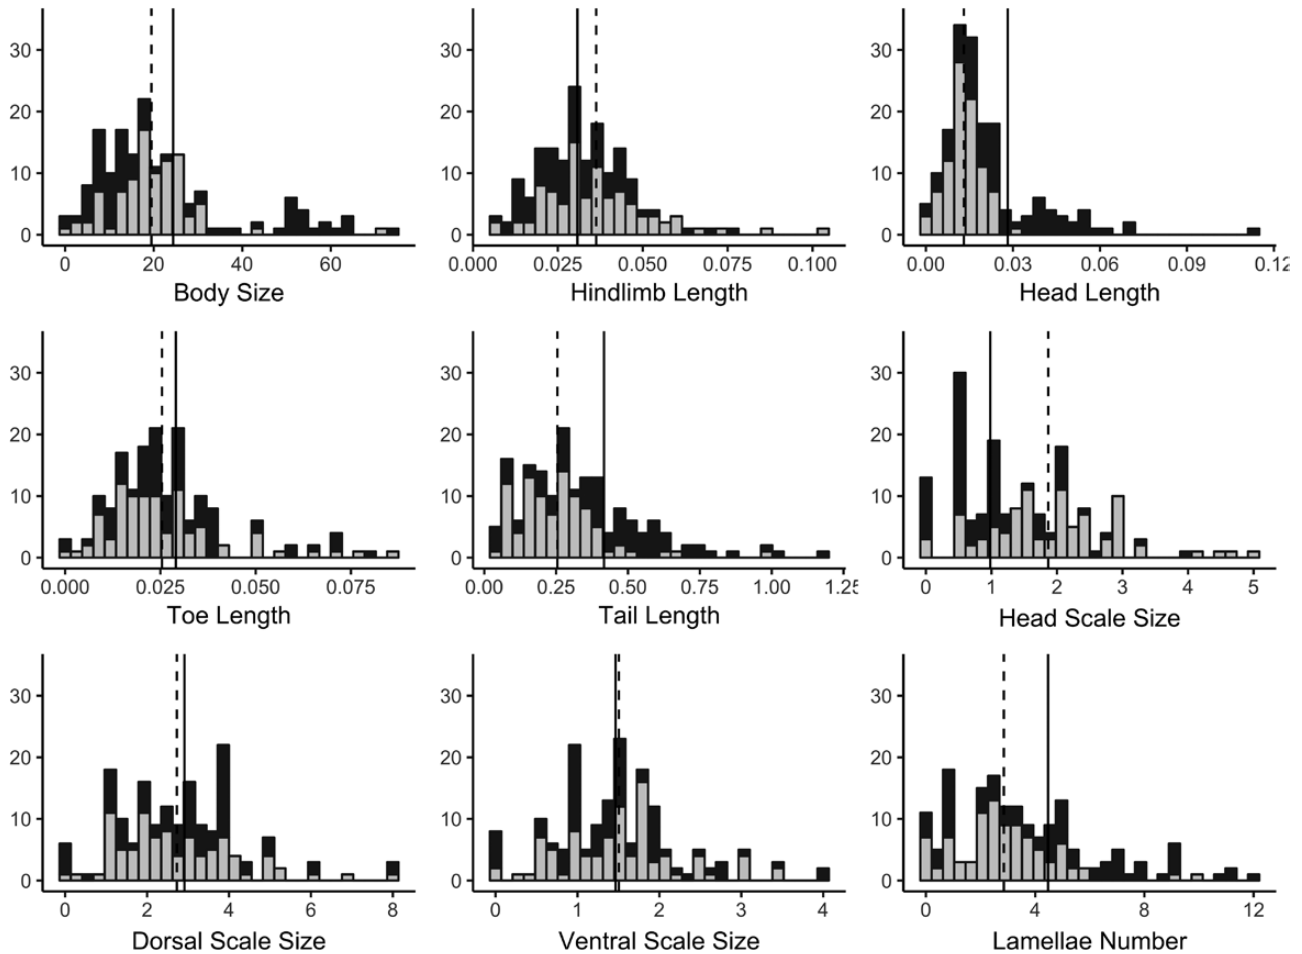 30
20
10
0
0 20 40 60
Body Size
30
20
10
0
0.000 0.025 0.050 0.075 0.100
Hindlimb Length
30
20
10
0
0.00 0.03 0.06 0.09 0.12
Head Length
30
20
10
0
0.000 0.025 0.050 0.075
Toe Length
30
20
10
0
0.00 0.25 0.50 0.75 1.00 1.25
Tail Length
30
20
10
0
0 1 2 3 4 5
Head Scale Size
30
20
10
0
0 2 4 6 8
Dorsal Scale Size
30
20
10
0
0 1 2 3 4
Ventral Scale Size
30
20
10
0
0 4 8 12
Lamellae Number